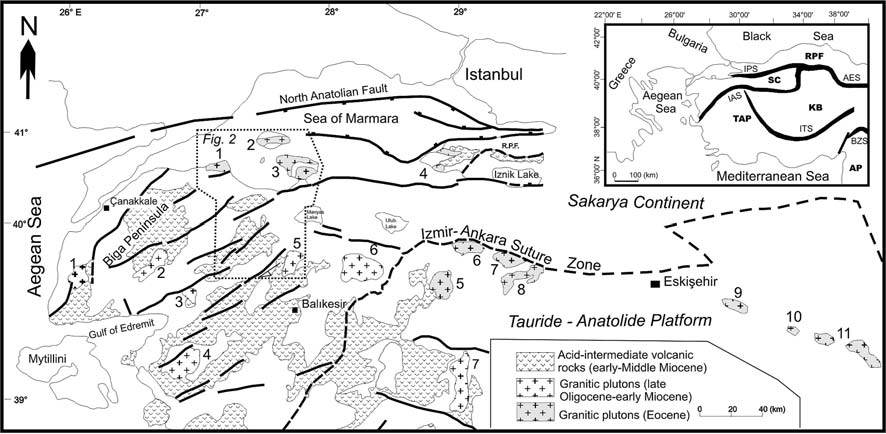 26° 27° 28° 29°
N
Istanbul
North Anatolian Fault
Sea of Marmara
41°
Fig. 2
1
2
3
4
R.P.F.
Iznik Lake
Çanakkale
Biga Peninsula
Manyas
Lake
Ulub.
Lake
40°
Aegean Sea
Izmir-Ankara Suture
Zone
Sakarya Continent
1
2
3
5
6
5
6
7
8
Eskişehir
9
10
11
Balıkesir
Gulf of Edremit
Mytillini
4
7
39°
Tauride - Anatolide Platform
Acid-intermediate volcanic
rocks (early-Middle Miocene)
Granitic plutons (late
Oligocene-early Miocene)
Granitic plutons (Eocene)
0 20 40 (km)
22°00' E 26°00' 30°00' 34°00' 38°00'
42°00'
40°00'
38°00'
36°00' N
Bulgaria
Black Sea
Greece
RPF
IPS
SC
AES
Aegean
Sea
IAS
TAP
KB
ITS
BZS
AP
Mediterranean Sea
0 100 (km)